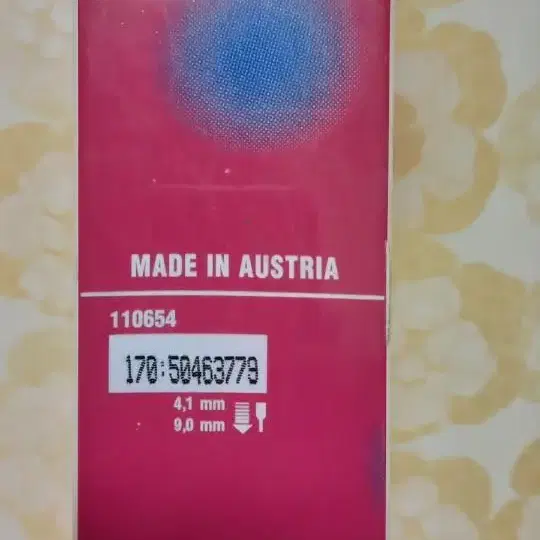 MADE IN AUSTRIA
110654
170:50463779
4,1 mm
9,0 mm